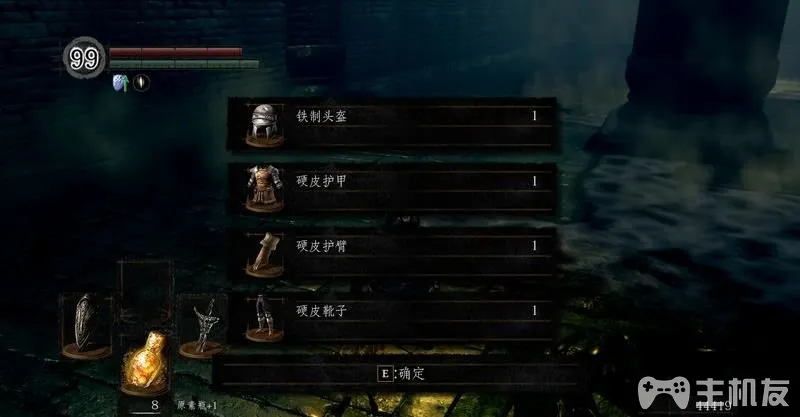 99
铁制头盔 1
硬皮护甲 1
硬皮护臂 1
硬皮靴子 1
E:确定
8 原素瓶+1
44419
主机友